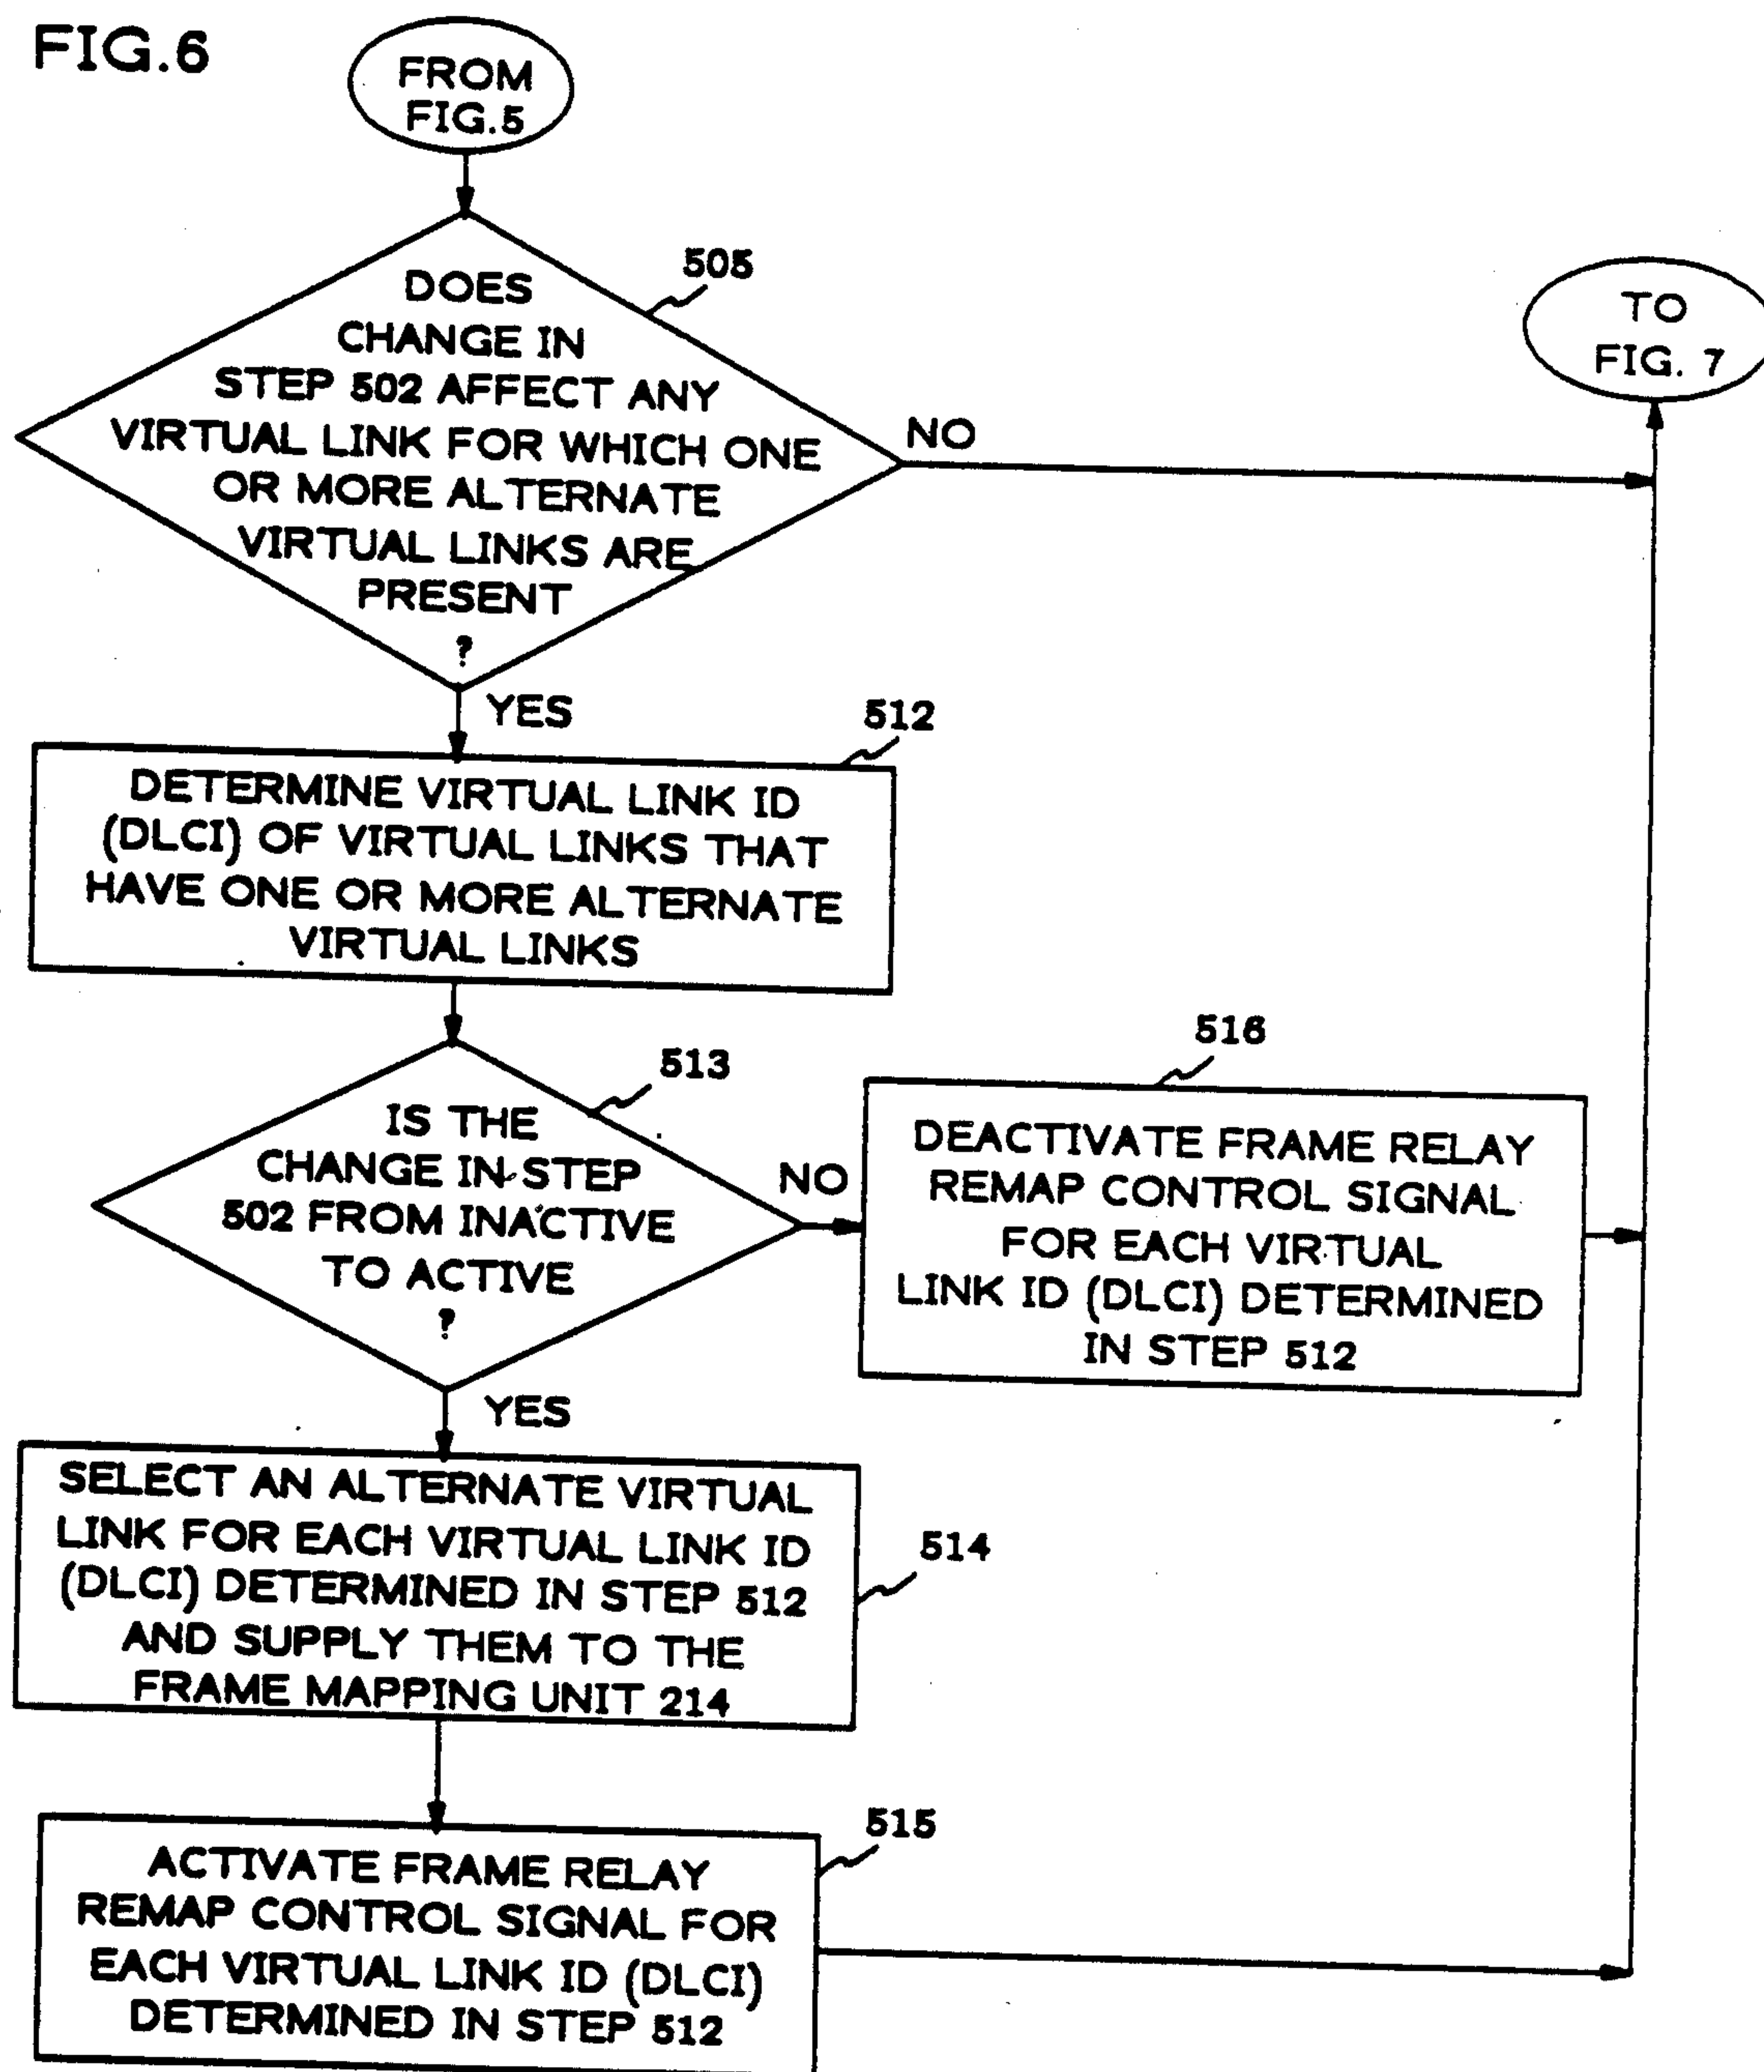 FIG.6
FROM
FIG.5
505
DOES
CHANGE IN
STEP 502 AFFECT ANY
VIRTUAL LINK FOR WHICH ONE
OR MORE ALTERNATE
VIRTUAL LINKS ARE
PRESENT
?
NO
TO
FIG. 7
YES
512
DETERMINE VIRTUAL LINK ID
(DLCI) OF VIRTUAL LINKS THAT
HAVE ONE OR MORE ALTERNATE
VIRTUAL LINKS
513
IS THE
CHANGE IN STEP
502 FROM INACTIVE
TO ACTIVE
?
NO
516
DEACTIVATE FRAME RELAY
REMAP CONTROL SIGNAL
FOR EACH VIRTUAL
LINK ID (DLCI) DETERMINED
IN STEP 512
YES
514
SELECT AN ALTERNATE VIRTUAL
LINK FOR EACH VIRTUAL LINK ID
(DLCI) DETERMINED IN STEP 512
AND SUPPLY THEM TO THE
FRAME MAPPING UNIT 214
515
ACTIVATE FRAME RELAY
REMAP CONTROL SIGNAL FOR
EACH VIRTUAL LINK ID (DLCI)
DETERMINED IN STEP 512